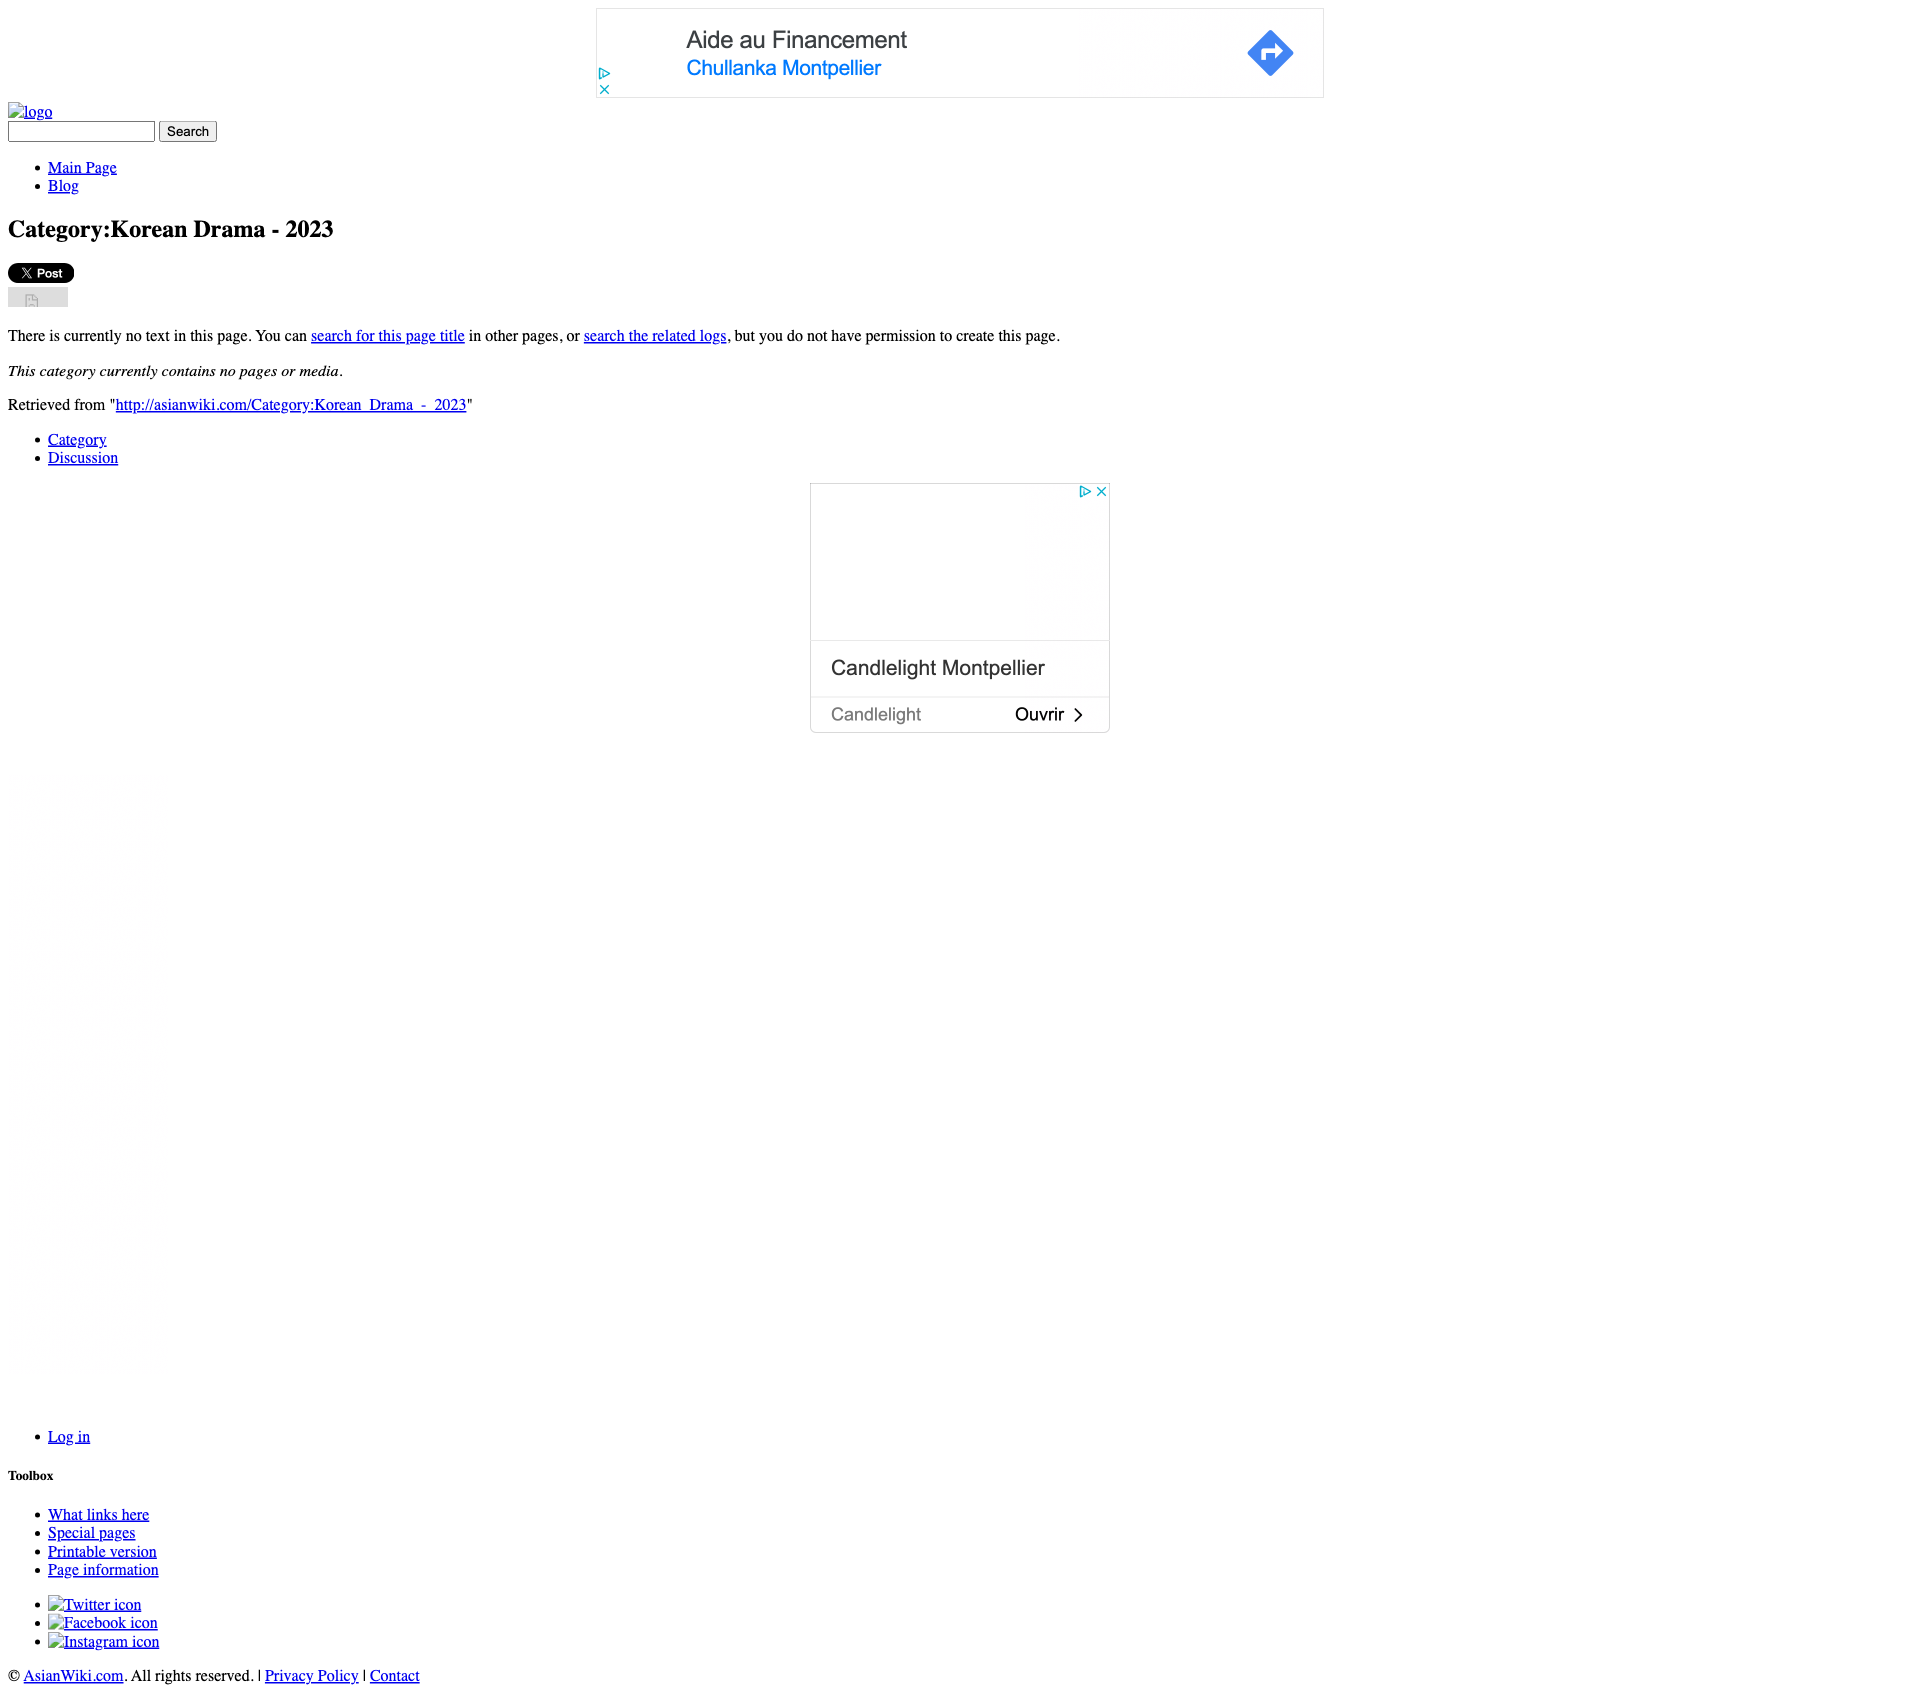 Aide au Financement
Chullanka Montpellier
logo
Search
Main Page
Blog
Category:Korean Drama - 2023
Post
There is currently no text in this page. You can search for this page title in other pages, or search the related logs, but you do not have permission to create this page.
This category currently contains no pages or media.
Retrieved from "http://asianwiki.com/Category:Korean_Drama_-_2023"
Category
Discussion
Candlelight Montpellier
Candlelight Ouvrir
Log in
Toolbox
What links here
Special pages
Printable version
Page information
Twitter icon
Facebook icon
Instagram icon
© AsianWiki.com. All rights reserved. | Privacy Policy | Contact